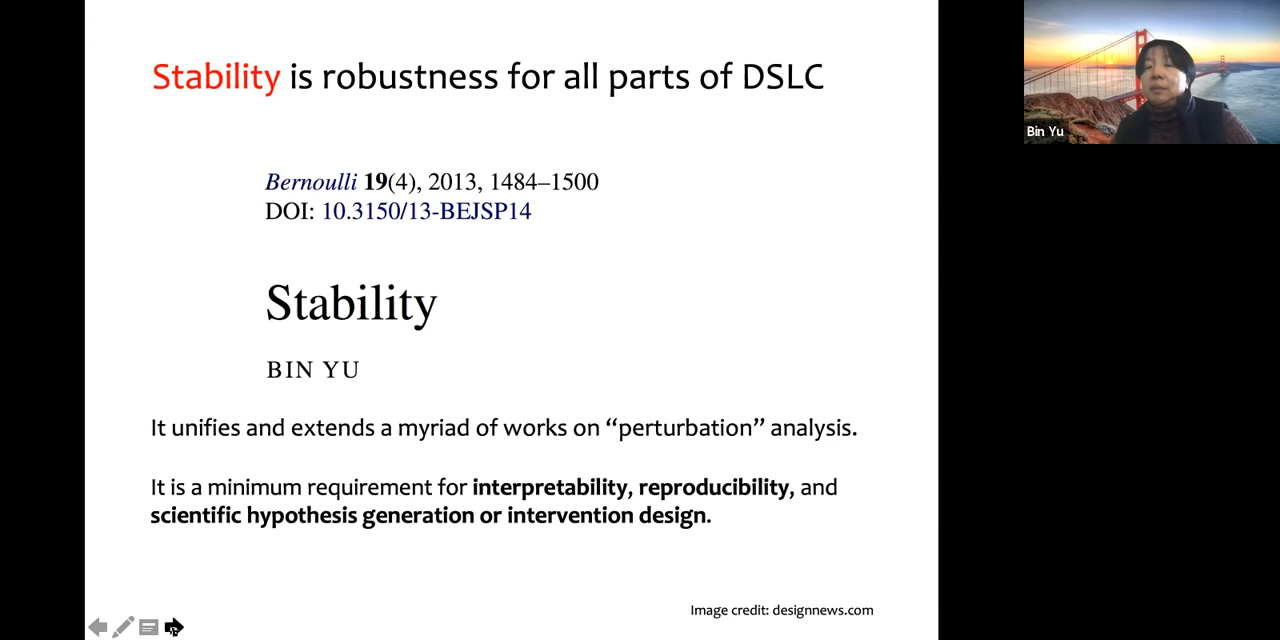 Stability is robustness for all parts of DSLC
Bernoulli 19(4), 2013, 1484–1500
DOI: 10.3150/13-BEJSP14
Stability
BIN YU
It unifies and extends a myriad of works on “perturbation” analysis.
It is a minimum requirement for interpretability, reproducibility, and
scientific hypothesis generation or intervention design.
Image credit: designnews.com
Bin Yu